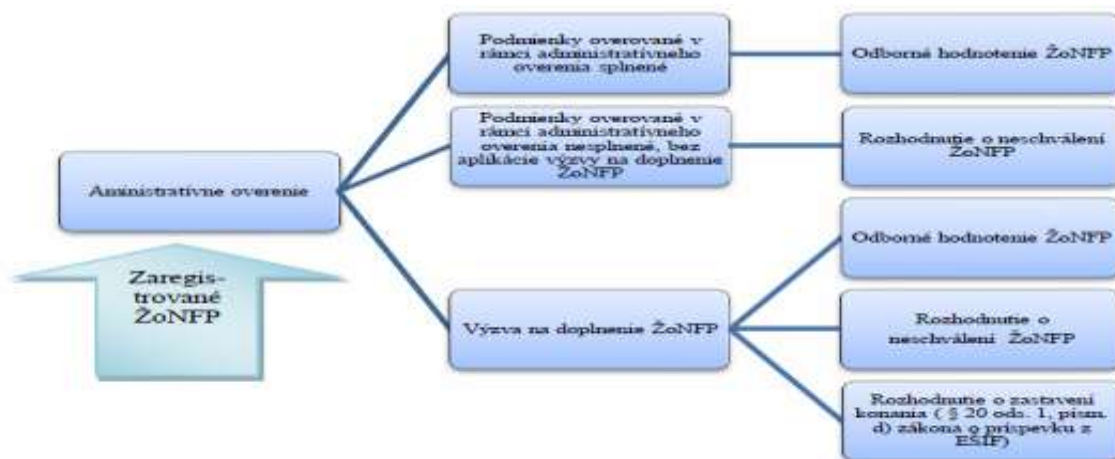 Podmienky overované v
rámci administratívneho
overenia splnené
Odborné hodnotenie ŽoNFP
Podmienky overované v
rámci administratívneho
overenia nesplnené, bez
aplikácie výzvy na doplnenie
ŽoNFP
Rozhodnutie o neschválení
ŽoNFP
Aministratívne overenie
Zaregis-
trované
ŽoNFP
Výzva na doplnenie ŽoNFP
Odborné hodnotenie ŽoNFP
Rozhodnutie o
neschválení ŽoNFP
Rozhodnutie o zastavení
konania ( § 20 ods. 1, písm.
d) zákona o príspevku z
EŠIF)